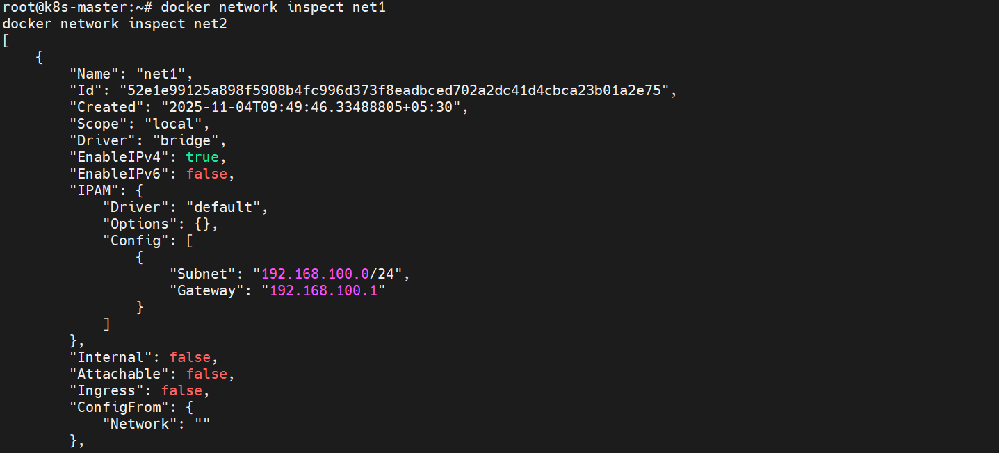 root@k8s-master:~# docker network inspect net1
docker network inspect net2
[
    {
        "Name": "net1",
        "Id": "52e1e99125a898f5908b4fc996d373f8eadbced702a2dc41d4cbca23b01a2e75",
        "Created": "2025-11-04T09:49:46.33488805+05:30",
        "Scope": "local",
        "Driver": "bridge",
        "EnableIPv4": true,
        "EnableIPv6": false,
        "IPAM": {
            "Driver": "default",
            "Options": {},
            "Config": [
                {
                    "Subnet": "192.168.100.0/24",
                    "Gateway": "192.168.100.1"
                }
            ]
        },
        "Internal": false,
        "Attachable": false,
        "Ingress": false,
        "ConfigFrom": {
            "Network": ""
        },